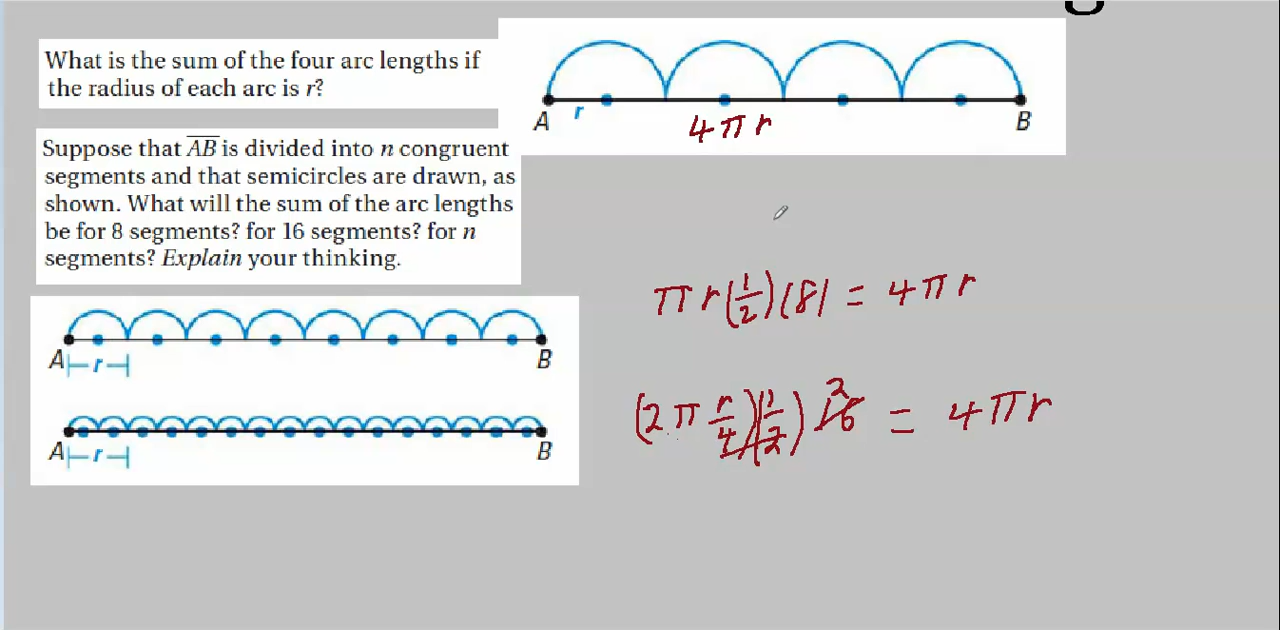 What is the sum of the four arc lengths if
the radius of each arc is r?
r
A
B
4πr
Suppose that A̅B̅ is divided into n congruent
segments and that semicircles are drawn, as
shown. What will the sum of the arc lengths
be for 8 segments? for 16 segments? for n
segments? Explain your thinking.
πr(1/2)(8) = 4πr
A r B
A r B
(2π r/4)(1/2) 16 2 = 4πr